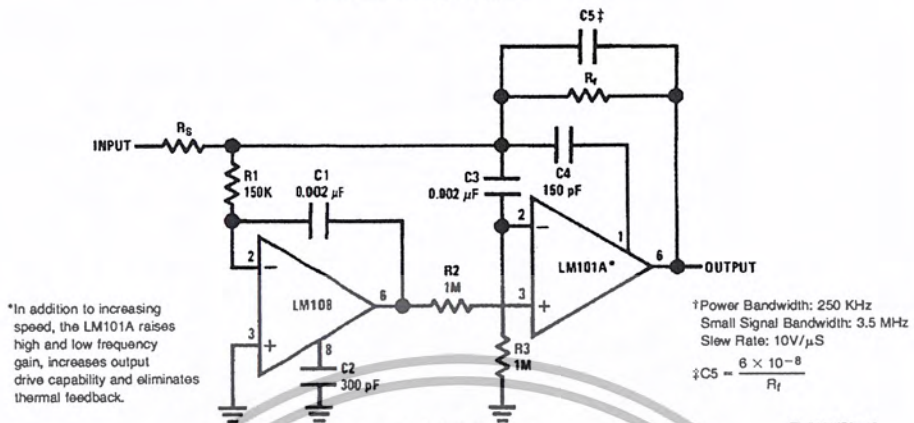 C5‡
Rf
INPUT
RS
R1
150K
C1
0.002 μF
C3
0.002 μF
C4
150 pF
2
6
LM108
3
8
C2
300 pF
R2
1M
2
1
LM101A*
6
3
OUTPUT
R3
1M
*In addition to increasing
speed, the LM101A raises
high and low frequency
gain, increases output
drive capability and eliminates
thermal feedback.
†Power Bandwidth: 250 KHz
Small Signal Bandwidth: 3.5 MHz
Slew Rate: 10V/μS
‡C5 = 6 × 10⁻⁸
Rf